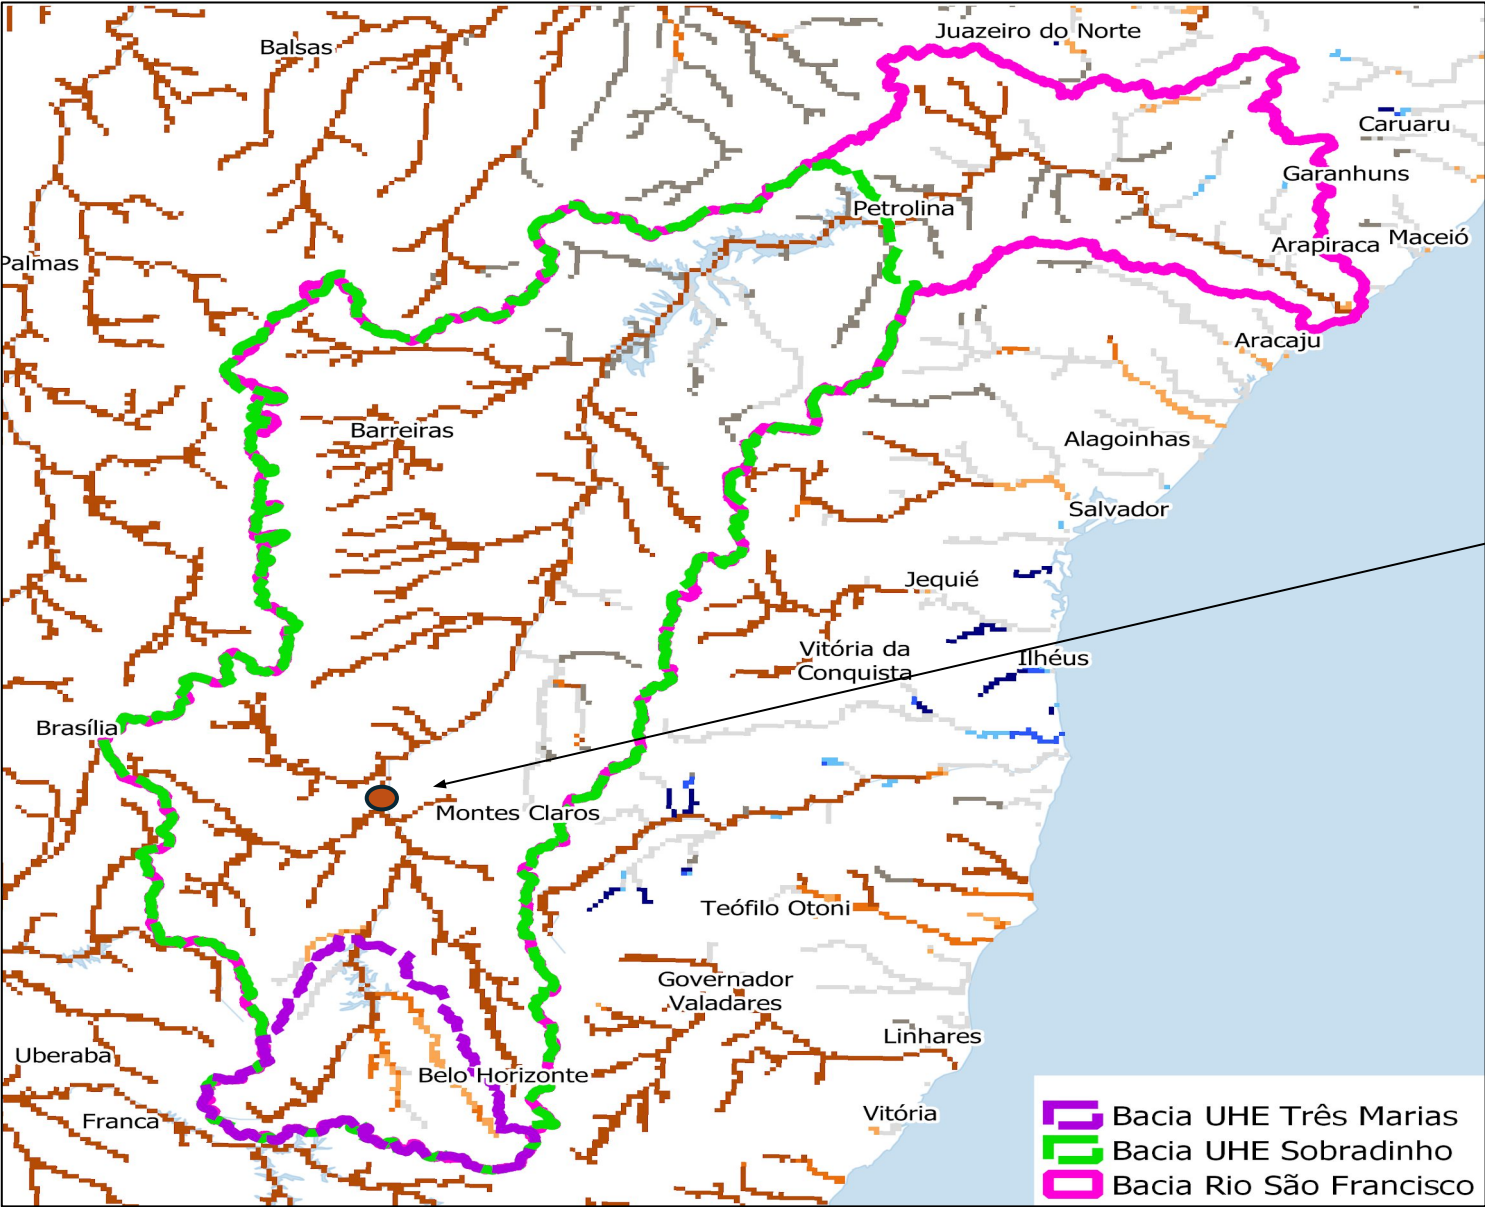 Juazeiro do Norte
Balsas
Caruaru
Garanhuns
Petrolina
Arapiraca
Maceió
Palmas
Aracaju
Barreiras
Alagoinhas
Salvador
Jequié
Vitória da
Conquista
Ilhéus
Brasília
Montes Claros
Teófilo Otoni
Governador
Valadares
Linhares
Uberaba
Belo Horizonte
Franca
Vitória
Bacia UHE Três Marias
Bacia UHE Sobradinho
Bacia Rio São Francisco